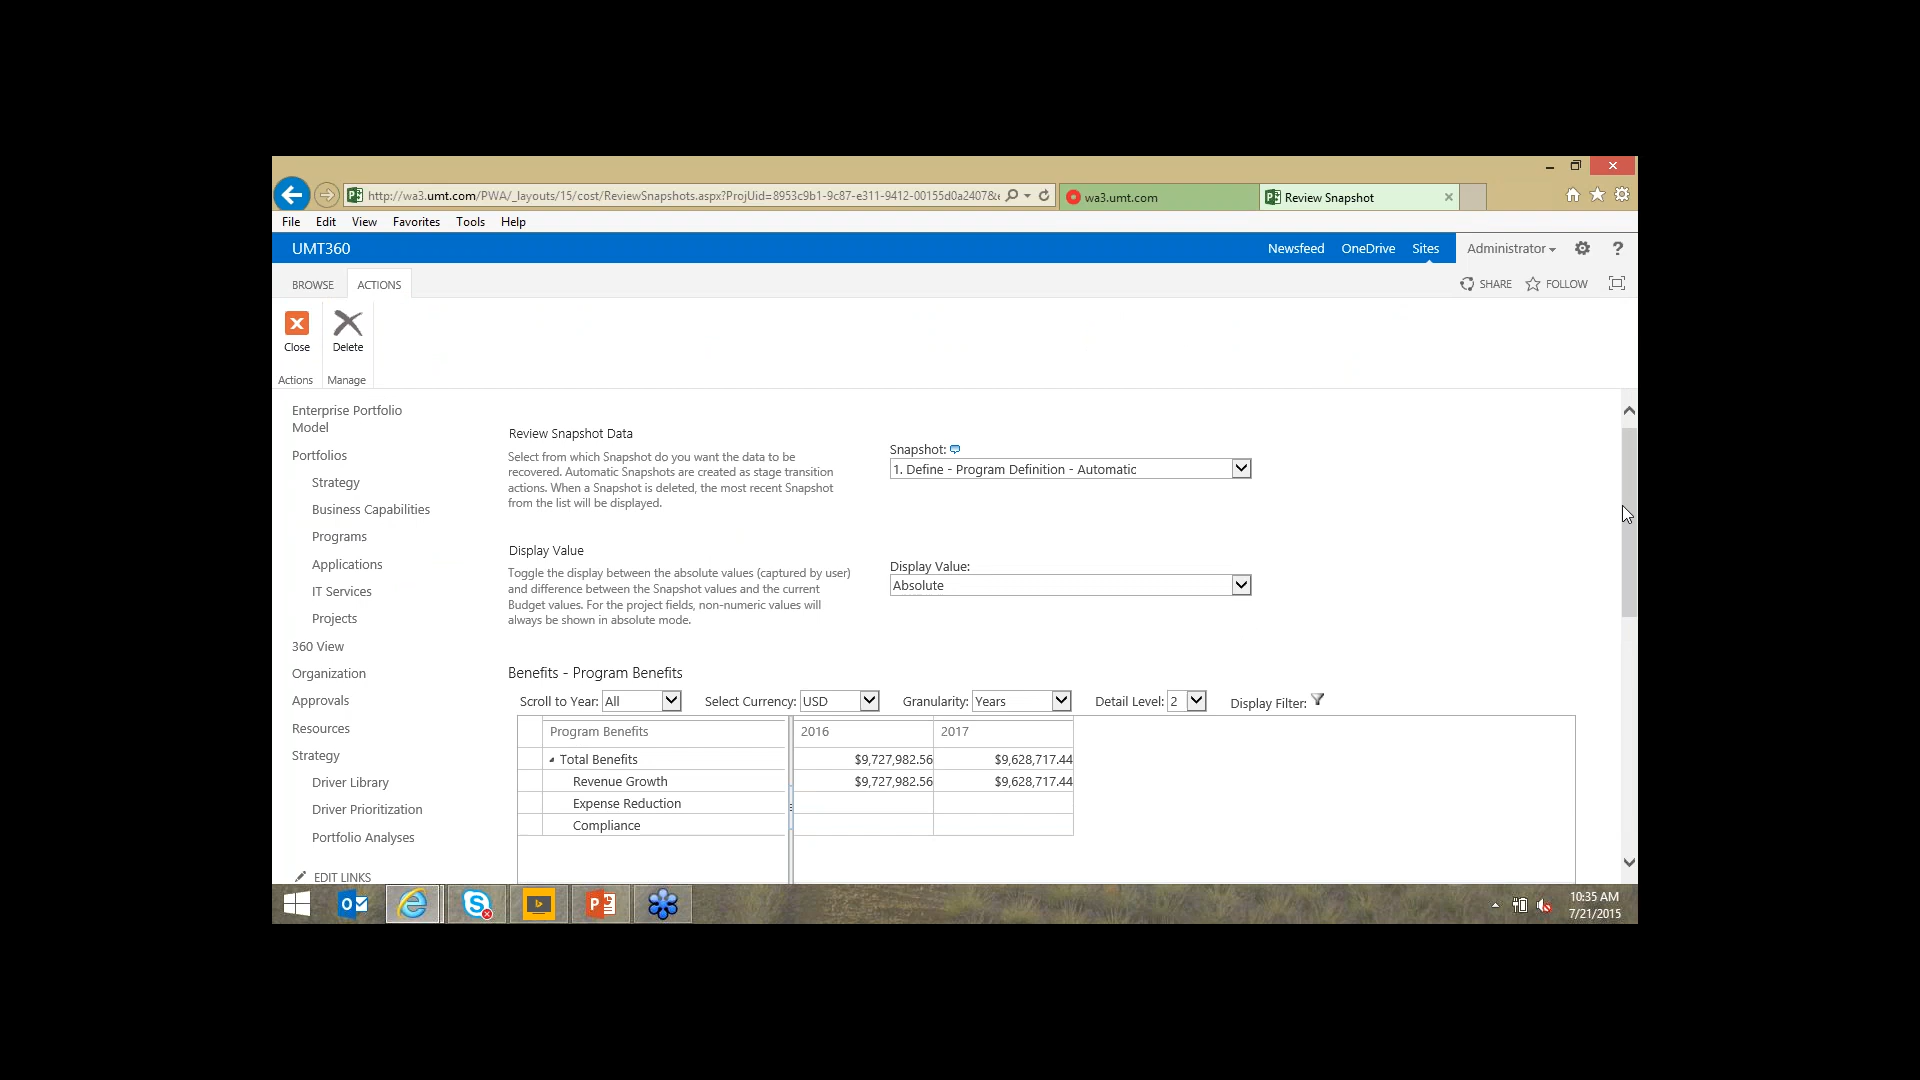 http://wa3.umt.com/PWA/_layouts/15/cost/ReviewSnapshots.aspx?ProjUid=8953c9b1-9c87-e311-9412-00155d0a2407&
wa3.umt.com
Review Snapshot
File Edit View Favorites Tools Help
UMT360
Newsfeed OneDrive Sites Administrator ?
BROWSE ACTIONS
SHARE FOLLOW
Close Delete
Actions Manage
Enterprise Portfolio
Model
Portfolios
Strategy
Business Capabilities
Programs
Applications
IT Services
Projects
360 View
Organization
Approvals
Resources
Strategy
Driver Library
Driver Prioritization
Portfolio Analyses
EDIT LINKS
Review Snapshot Data
Select from which Snapshot do you want the data to be
recovered. Automatic Snapshots are created as stage transition
actions. When a Snapshot is deleted, the most recent Snapshot
from the list will be displayed.
Snapshot:
1. Define - Program Definition - Automatic
Display Value
Toggle the display between the absolute values (captured by user)
and difference between the Snapshot values and the current
Budget values. For the project fields, non-numeric values will
always be shown in absolute mode.
Display Value:
Absolute
Benefits - Program Benefits
Scroll to Year: All Select Currency: USD Granularity: Years Detail Level: 2 Display Filter:
Program Benefits 2016 2017
Total Benefits $9,727,982.56 $9,628,717.44
Revenue Growth $9,727,982.56 $9,628,717.44
Expense Reduction
Compliance
10:35 AM
7/21/2015